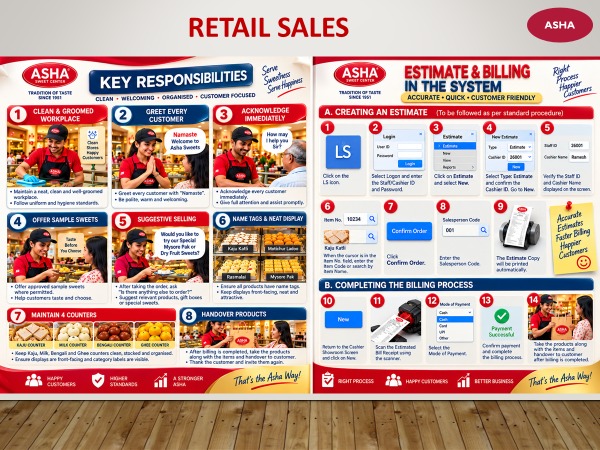 RETAIL SALES
ASHA
ASHA
SWEET CENTER
TRADITION OF TASTE
SINCE 1951
KEY RESPONSIBILITIES
CLEAN • WELCOMING • ORGANISED • CUSTOMER FOCUSED
Serve
Sweetness
Serve Happiness
1 CLEAN & GROOMED
WORKPLACE
Clean
Stores
Happy
Customers
• Maintain a neat, clean and well-groomed
workplace.
• Follow uniform and hygiene standards.
2 GREET EVERY
CUSTOMER
Namaste
Welcome to
Asha Sweets
• Greet every customer with "Namaste".
• Be polite, warm and welcoming.
3 ACKNOWLEDGE
IMMEDIATELY
How may
I help you?
• Acknowledge every customer
immediately.
• Give full attention and assist promptly.
4 OFFER SAMPLE SWEETS
Taste
Before
You Choose
• Offer approved sample sweets
where permitted.
• Help customers taste and choose.
5 SUGGESTIVE SELLING
Would you like
to try our
Special
Mysore Pak or
Dry Fruit Sweets?
• After taking the order, ask
"Is there anything else to order?"
• Suggest relevant products, gift boxes
or special sweets.
6 NAME TAGS & NEAT DISPLAY
Kaju Katli
Motichur Ladoo
Rasmalai
Mysore Pak
• Ensure all products have name tags.
• Keep displays front-facing, neat and
attractive.
7 MAINTAIN 4 COUNTERS
KAJU COUNTER
MILK COUNTER
BENGALI COUNTER
GHEE COUNTER
• Keep Kaju, Milk, Bengali and Ghee counters clean, stocked and organised.
• Ensure displays are front-facing and category labels are visible.
8 HANDOVER PRODUCTS
• After billing is completed, take the products
along with the items and handover to customer.
• Thank the customer and invite them again.
HAPPY
CUSTOMERS
HIGHER
STANDARDS
A STRONGER
ASHA
That's the Asha Way!
ASHA
SWEET CENTER
TRADITION OF TASTE
SINCE 1951
ESTIMATE & BILLING
IN THE SYSTEM
ACCURATE • QUICK • CUSTOMER FRIENDLY
Right
Process
Happier
Customers
A. CREATING AN ESTIMATE (To be followed as per standard procedure)
1
LS
Click on the
LS icon.
2
Login
User ID
Password
Login
Select Logon and enter
the Staff/Cashier ID
and Password.
3
Estimate
Estimate
New
View
Reports
Click on Estimate
and select New.
4
New Estimate
Type Estimate
Cashier ID 26001
New
Select Type: Estimate
and confirm the
Cashier ID. Go to New.
5
Staff ID 26001
Cashier Name Ramesh
Verify the Staff ID
and Cashier Name
displayed on the screen.
6
Item No. 10234
Kaju Katli
When the cursor is in the
Item No. field, enter the
Item Code or search by
Item Name.
7
Confirm Order
Click
Confirm Order.
8
Salesperson Code
001
Enter the
Salesperson Code.
9
The Estimate Copy
will be printed
automatically.
Accurate
Estimates
Faster Billing
Happier
Customers
B. COMPLETING THE BILLING PROCESS
10
New
Return to the Cashier
Showroom Screen
and click on New.
11
Scan the Estimated
Bill Receipt using
the scanner.
12
Mode of Payment
Cash
Cash
Card
UPI
Other
Select the
Mode of Payment.
13
Payment
Successful
Confirm payment
and complete
the billing process.
14
Take the products
along with the items
and handover to
customer
after billing is completed.
RIGHT PROCESS
HAPPY CUSTOMERS
BETTER BUSINESS
That's the Asha Way!